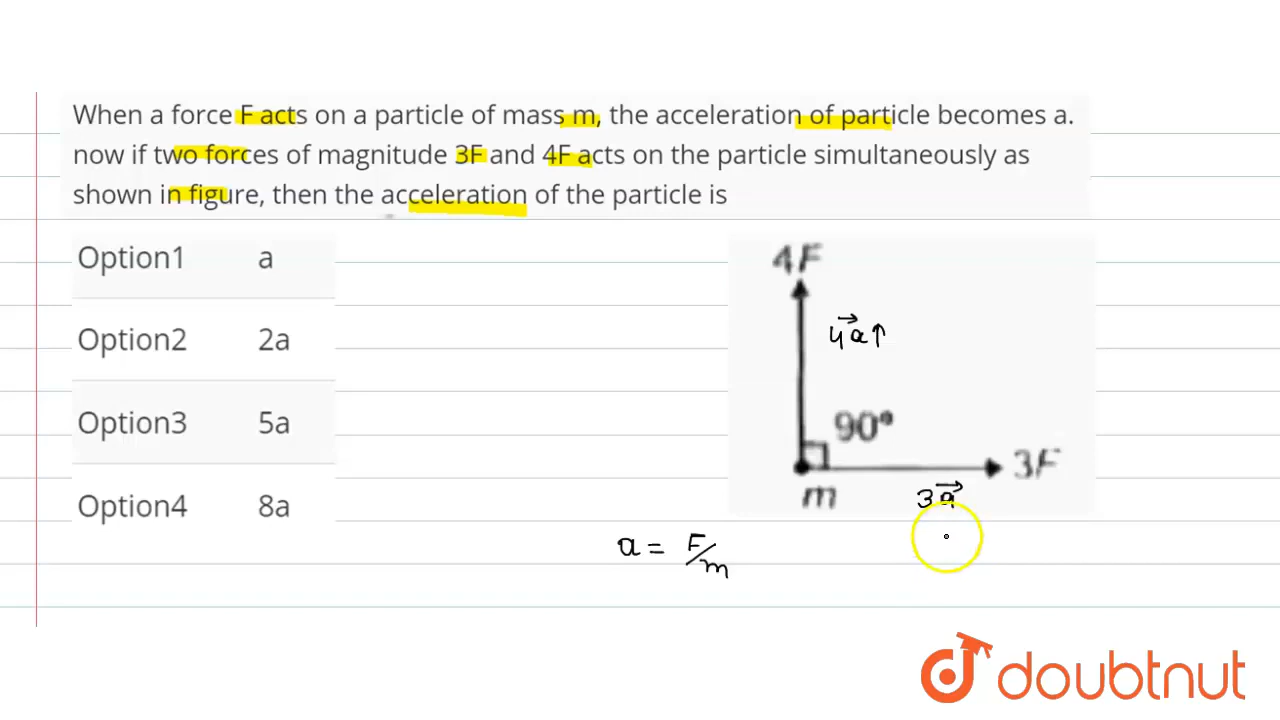 When a force F acts on a particle of mass m, the acceleration of particle becomes a.
now if two forces of magnitude 3F and 4F acts on the particle simultaneously as
shown in figure, then the acceleration of the particle is
Option1 a
Option2 2a
Option3 5a
Option4 8a
4F
4a⃗↑
90°
3F
m
3a⃗
a = F/m
doubtnut